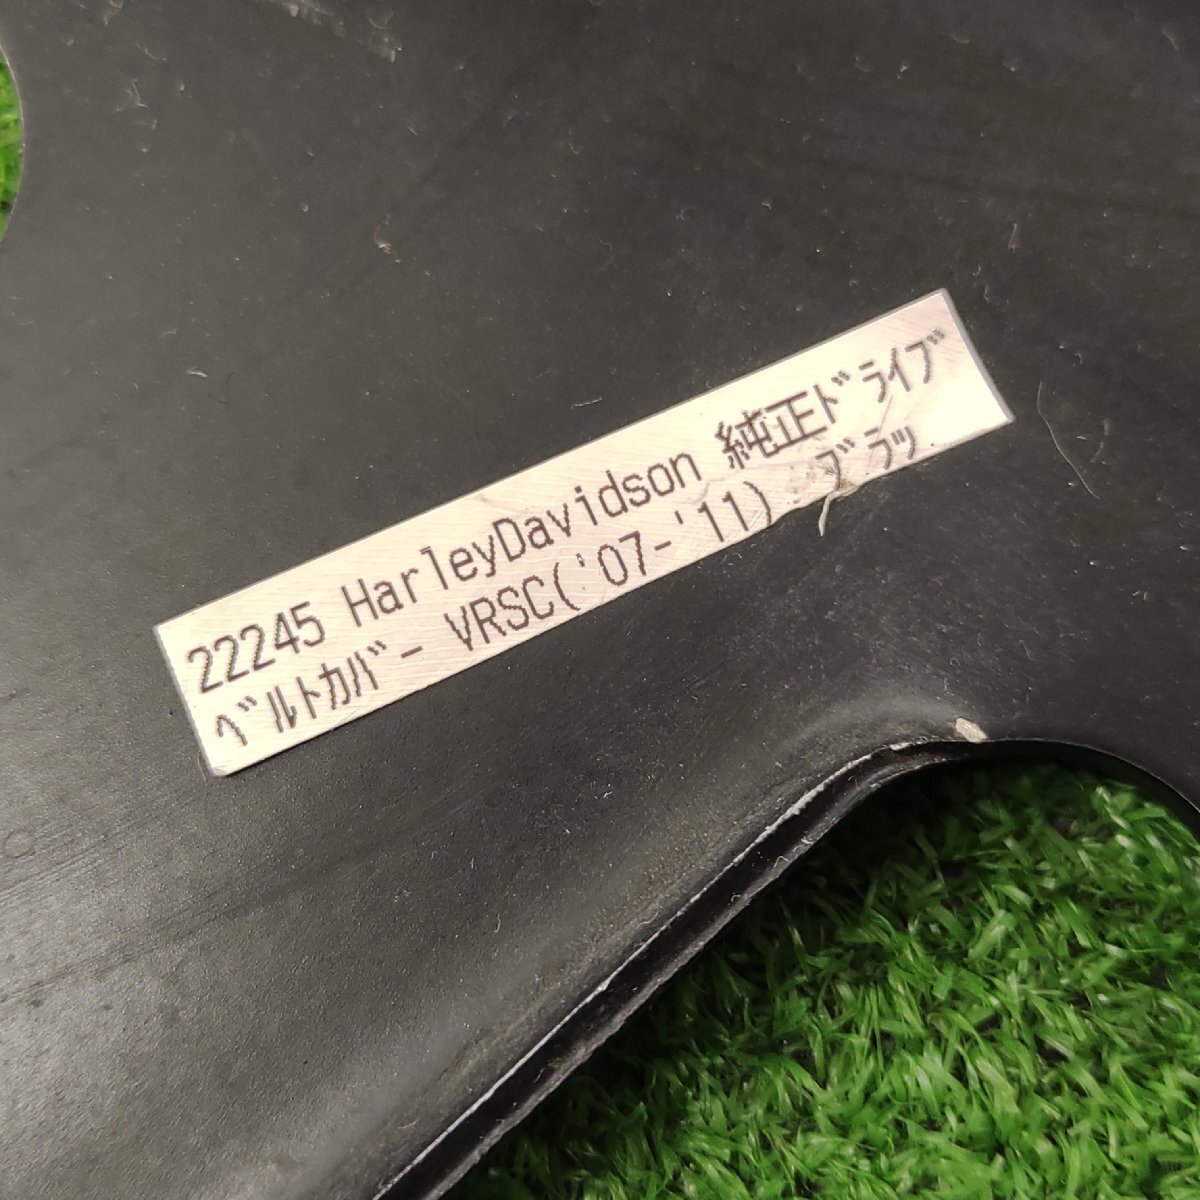 22245 HarleyDavidson 純正ﾄﾞﾗｲﾌﾞ
ﾍﾞﾙﾄｶﾊﾞｰ VRSC('07-'11) ﾌﾞﾗｯ